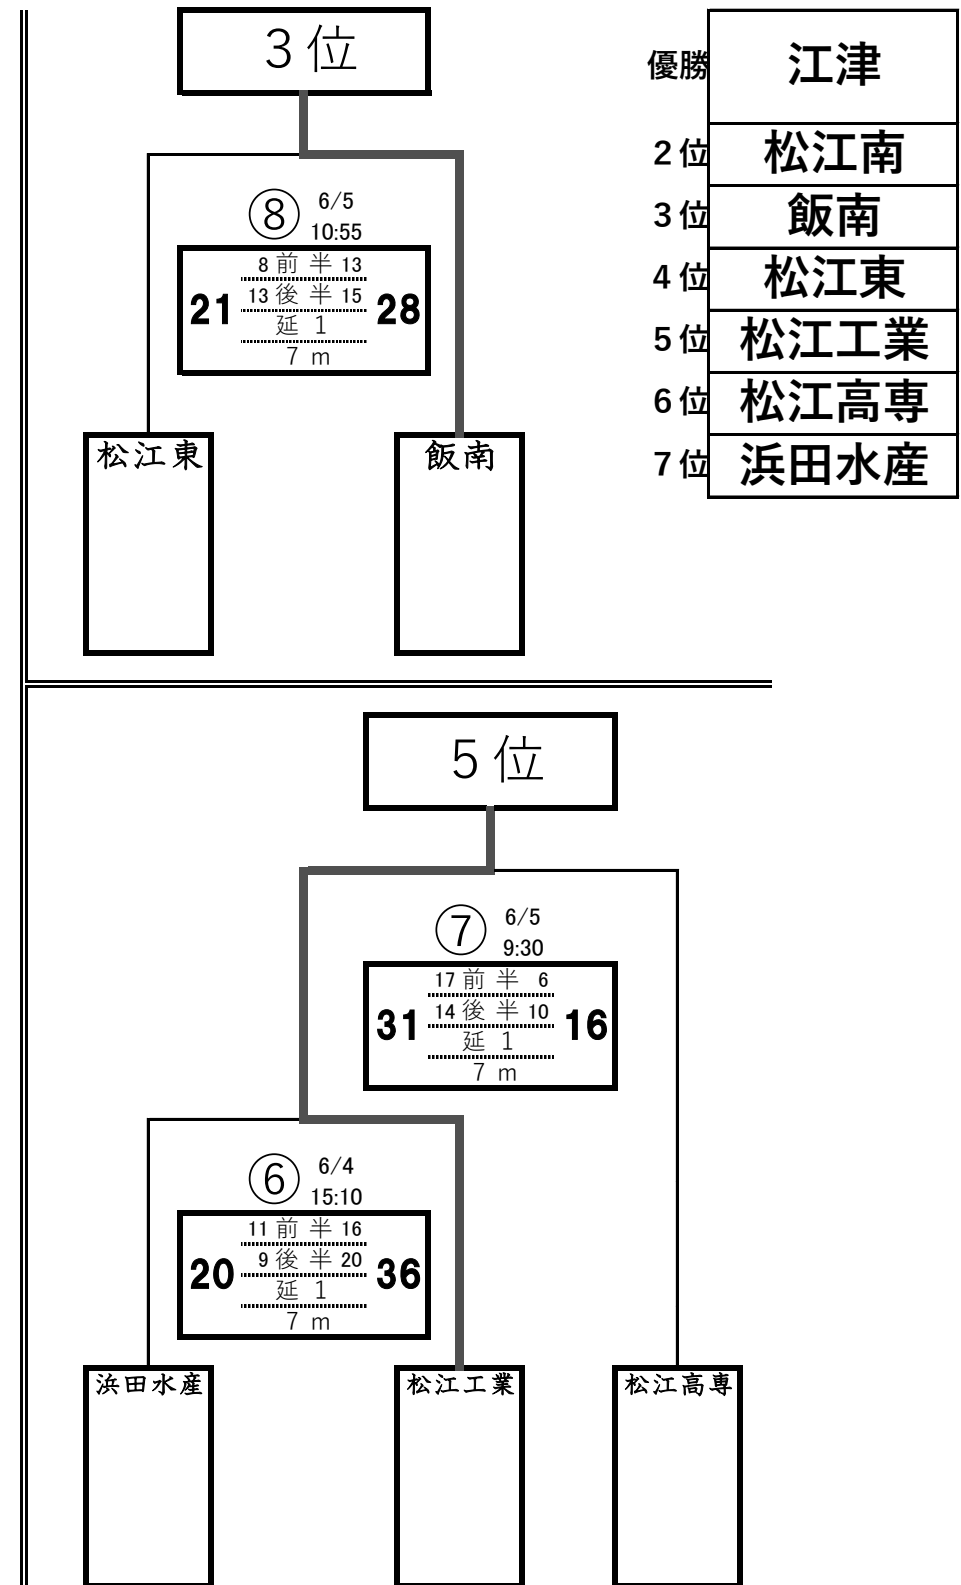 ３位
⑧ 6/5
10:55
8 前 半 13
21 13 後 半 15 28
延 1
7 m
松江東 飯南
優勝 江津
２位 松江南
３位 飯南
４位 松江東
５位 松江工業
６位 松江高専
７位 浜田水産
５位
⑦ 6/5
9:30
17 前 半 6
31 14 後 半 10 16
延 1
7 m
⑥ 6/4
15:10
11 前 半 16
20 9 後 半 20 36
延 1
7 m
浜田水産 松江工業 松江高専